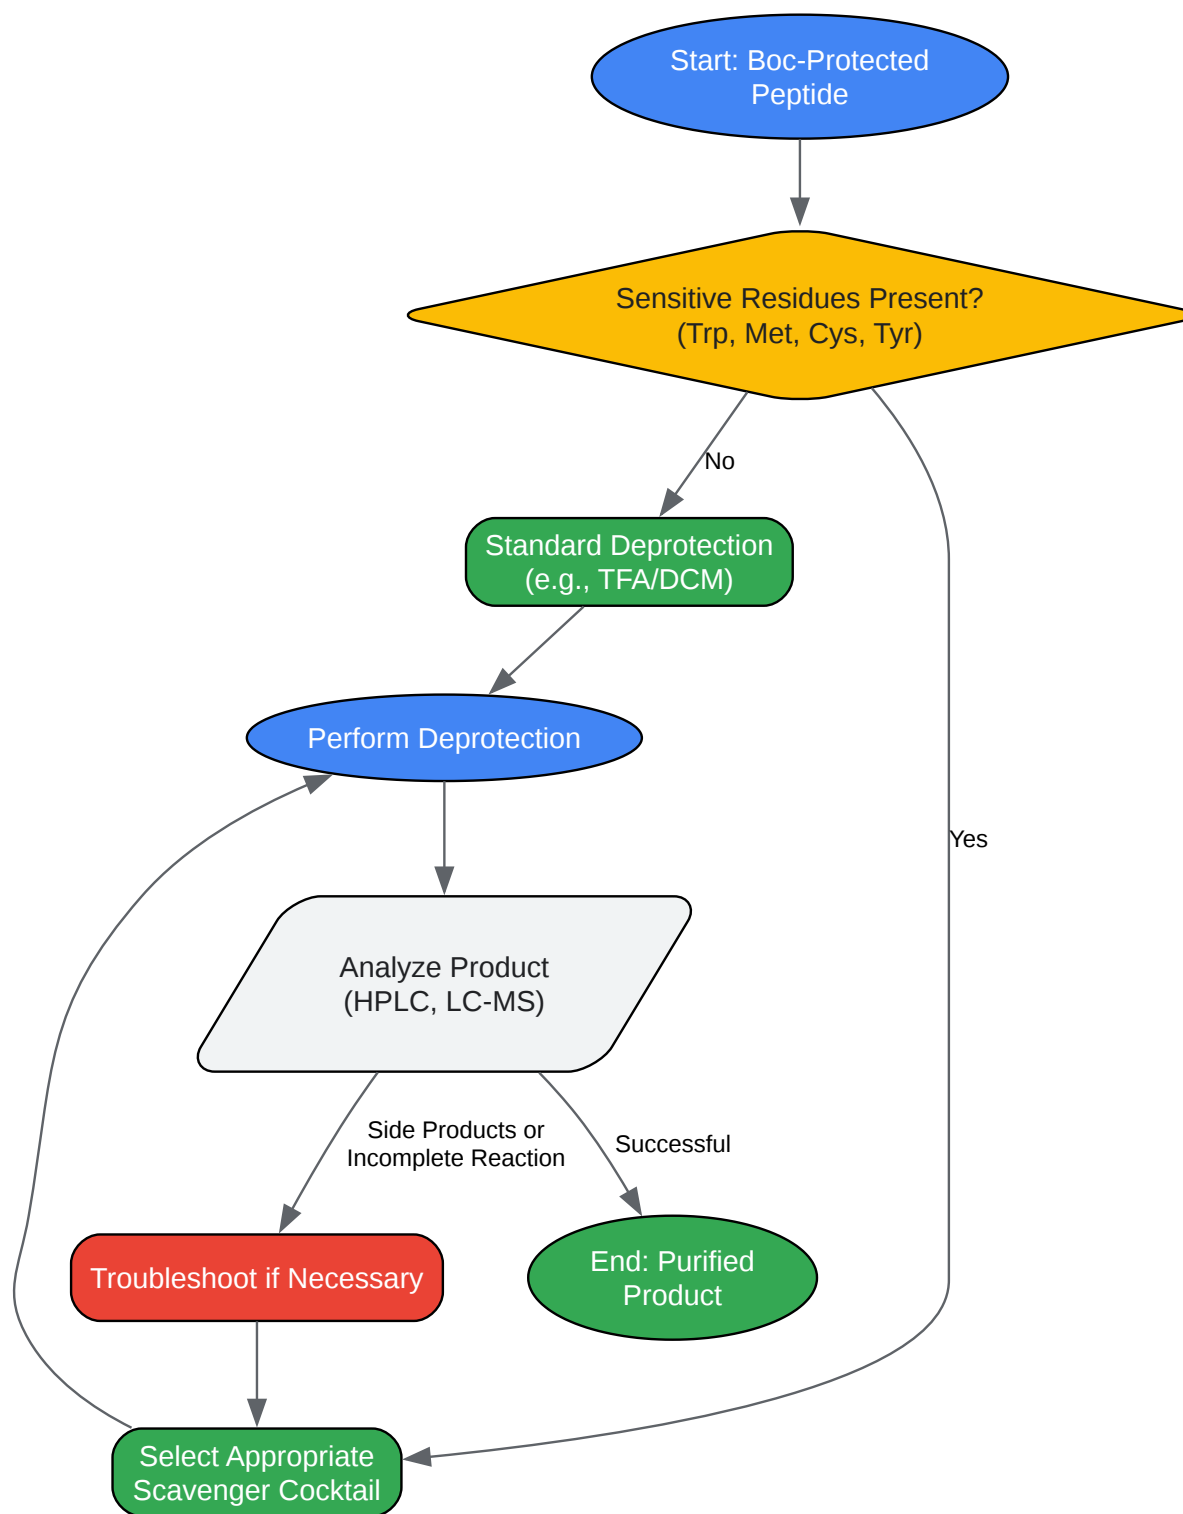 Start: Boc-Protected
Peptide
Sensitive Residues Present?
(Trp, Met, Cys, Tyr)
No
Standard Deprotection
(e.g., TFA/DCM)
Perform Deprotection
Yes
Analyze Product
(HPLC, LC-MS)
Side Products or
Incomplete Reaction
Successful
Troubleshoot if Necessary
End: Purified
Product
Select Appropriate
Scavenger Cocktail